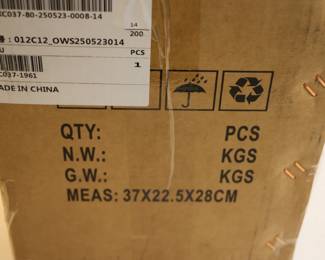 KC037-80-250523-0008-14
14
200
: 012C12_OWS250523014
PCS
1
C037-1961
ADE IN CHINA
QTY: PCS
N.W.: KGS
G.W.: KGS
MEAS: 37X22.5X28CM